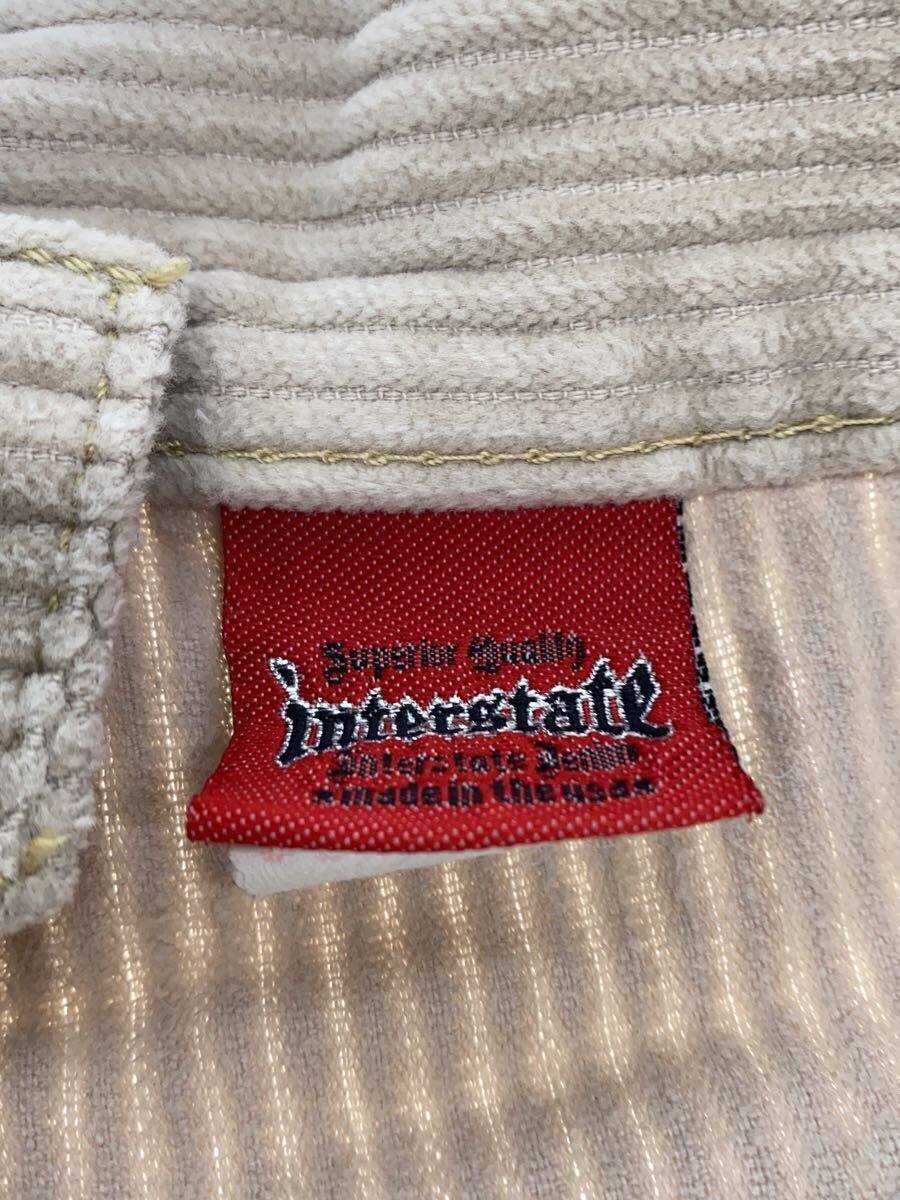 Superior Quality
interstate
Interstate Denim
made in the usa